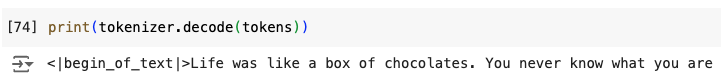 [74] print(tokenizer.decode(tokens))
<|begin_of_text|>Life was like a box of chocolates. You never know what you are